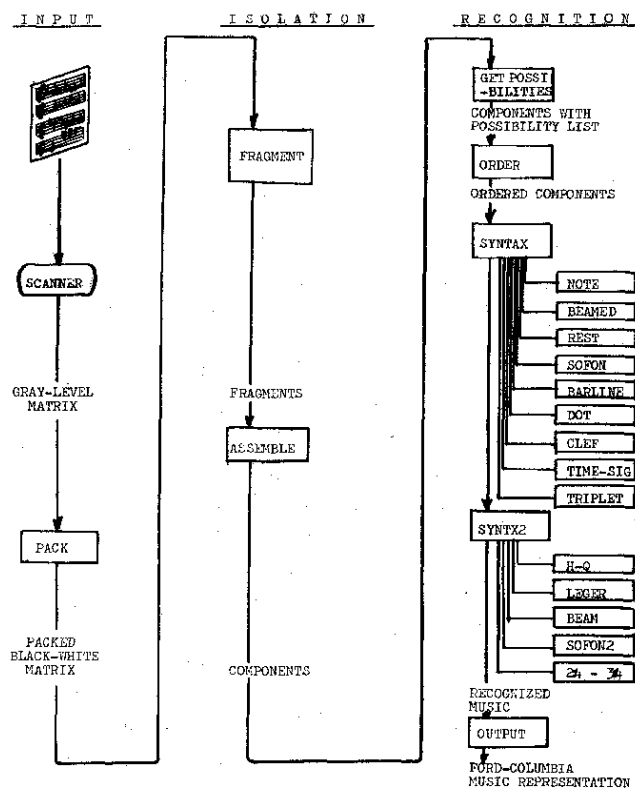 INPUT
SCANNER
GRAY-LEVEL
MATRIX
PACK
PACKED
BLACK-WHITE
MATRIX
ISOLATION
FRAGMENT
FRAGMENTS
ASSEMBLE
COMPONENTS
RECOGNITION
GET POSSI
-BILITIES
COMPONENTS WITH
POSSIBILITY LIST
ORDER
ORDERED COMPONENTS
SYNTAX
NOTE
BEAMED
REST
SOFON
BARLINE
DOT
CLEF
TIME-SIG
TRIPLET
SYNTX2
H-Q
LEGER
BEAM
SOFON2
24 - 34
RECOGNIZED
MUSIC
OUTPUT
FORD-COLUMBIA
MUSIC REPRESENTATION